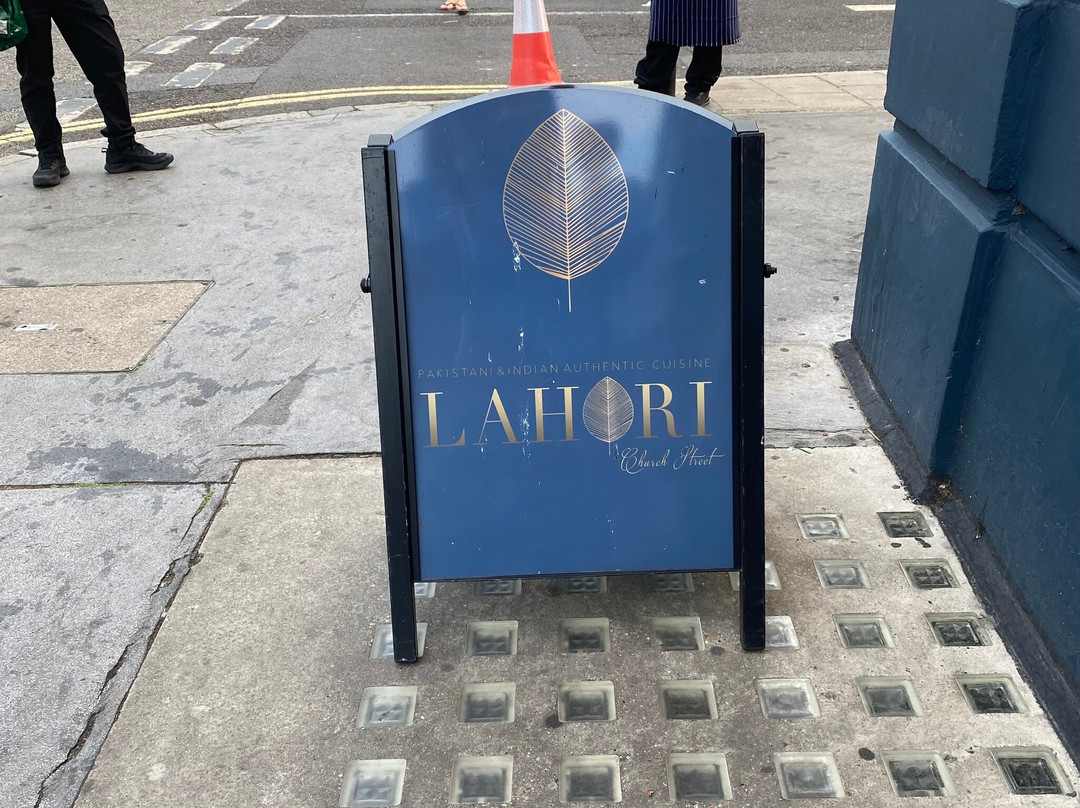 PAKISTANI & INDIAN AUTHENTIC CUISINE
LAHORI
Church Street